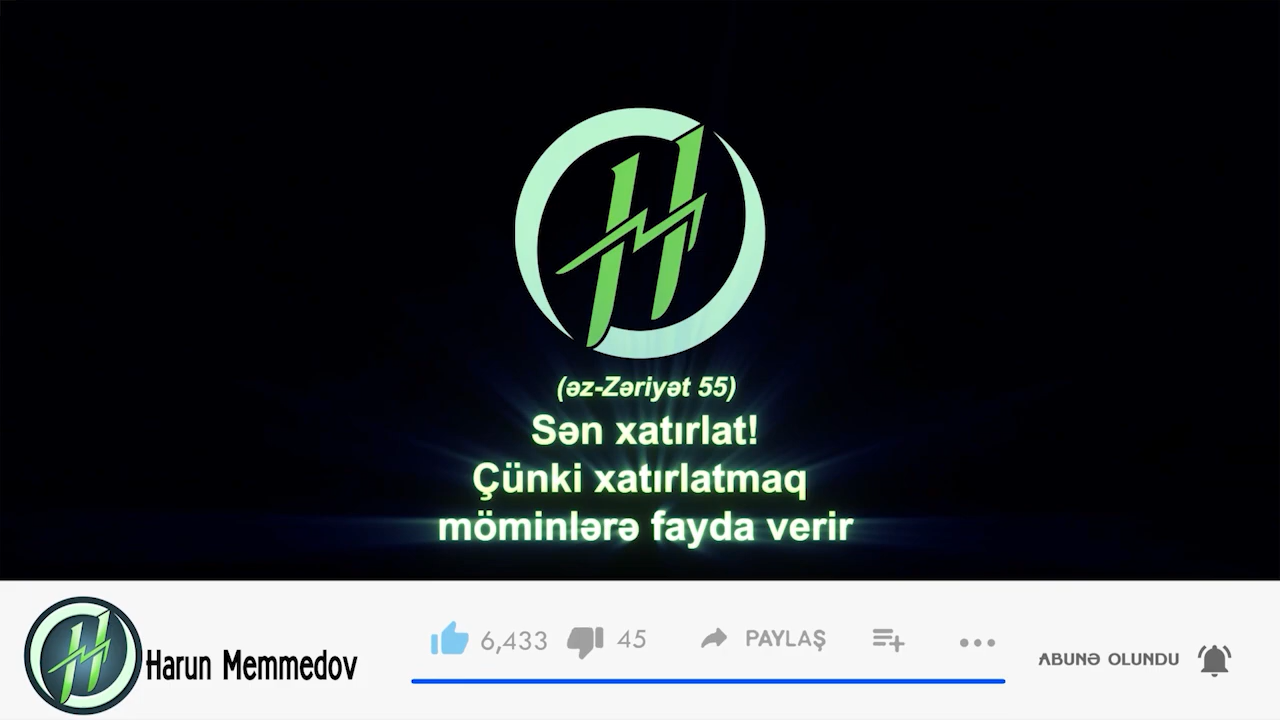 (əz-Zəriyət 55)
Sən xatırlat!
Çünki xatırlatmaq
möminlərə fayda verir
Harun Memmedov
6,433
45
PAYLAŞ
ABUNƏ OLUNDU